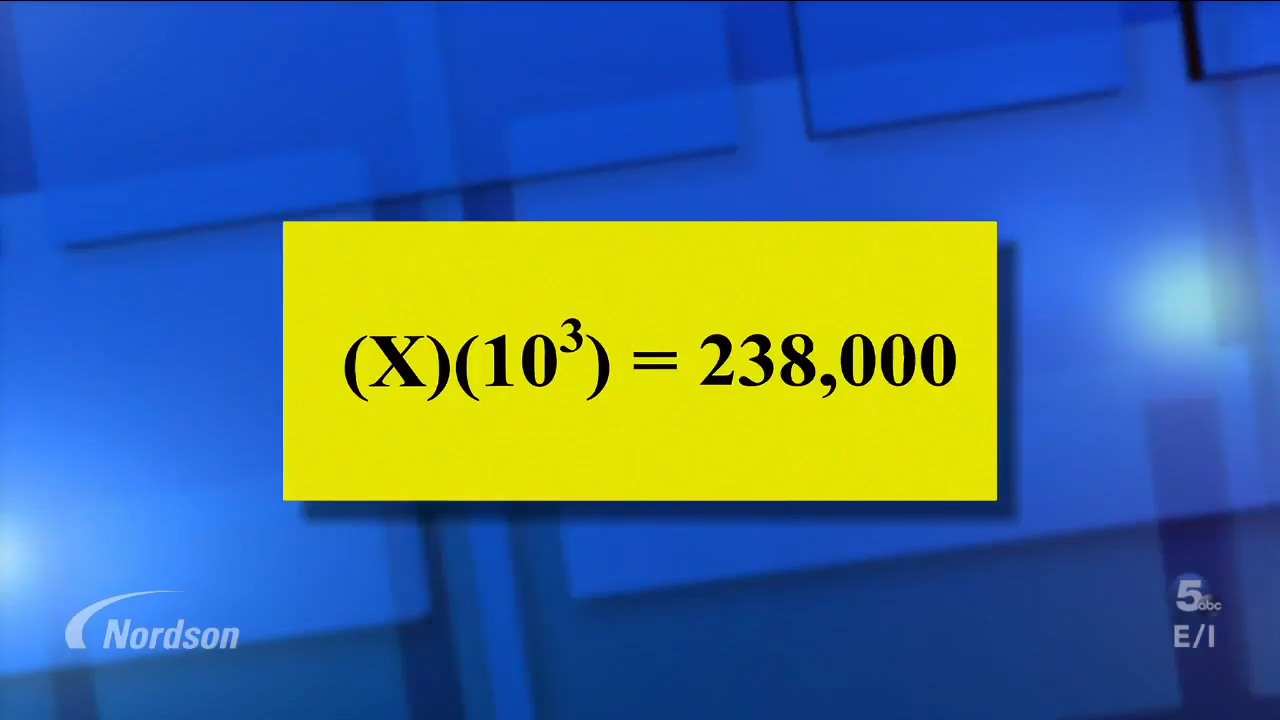 (X)(10³) = 238,000
Nordson
5abc
E/I